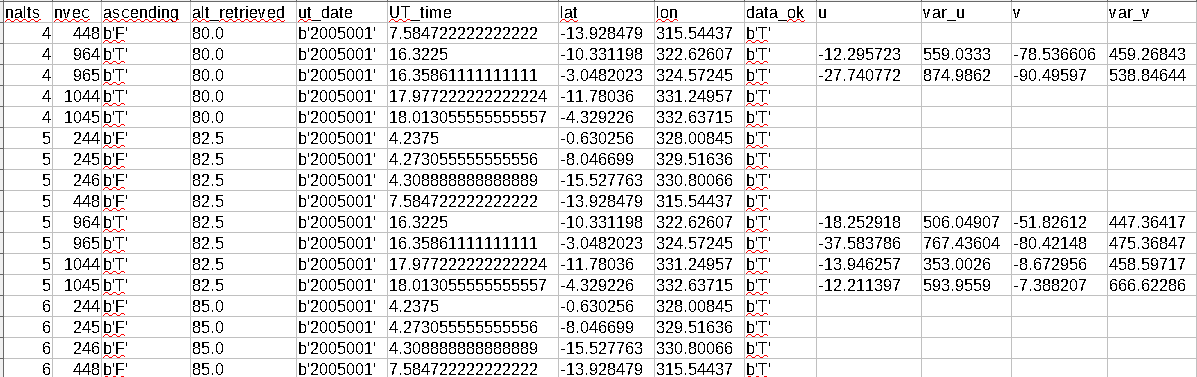 nalts nvec ascending alt_retrieved ut_date UT_time lat lon data_ok u var_u v var_v
4 448 b'F' 80.0 b'2005001' 7.584722222222222 -13.928479 315.54437 b'T'
4 964 b'T' 80.0 b'2005001' 16.3225 -10.331198 322.62607 b'T' -12.295723 559.0333 -78.536606 459.26843
4 965 b'T' 80.0 b'2005001' 16.35861111111111 -3.0482023 324.57245 b'T' -27.740772 874.9862 -90.49597 538.84644
4 1044 b'T' 80.0 b'2005001' 17.977222222222224 -11.78036 331.24957 b'T'
4 1045 b'T' 80.0 b'2005001' 18.013055555555557 -4.329226 332.63715 b'T'
5 244 b'F' 82.5 b'2005001' 4.2375 -0.630256 328.00845 b'T'
5 245 b'F' 82.5 b'2005001' 4.273055555555556 -8.046699 329.51636 b'T'
5 246 b'F' 82.5 b'2005001' 4.308888888888889 -15.527763 330.80066 b'T'
5 448 b'F' 82.5 b'2005001' 7.584722222222222 -13.928479 315.54437 b'T'
5 964 b'T' 82.5 b'2005001' 16.3225 -10.331198 322.62607 b'T' -18.252918 506.04907 -51.82612 447.36417
5 965 b'T' 82.5 b'2005001' 16.35861111111111 -3.0482023 324.57245 b'T' -37.583786 767.43604 -80.42148 475.36847
5 1044 b'T' 82.5 b'2005001' 17.977222222222224 -11.78036 331.24957 b'T' -13.946257 353.0026 -8.672956 458.59717
5 1045 b'T' 82.5 b'2005001' 18.013055555555557 -4.329226 332.63715 b'T' -12.211397 593.9559 -7.388207 666.62286
6 244 b'F' 85.0 b'2005001' 4.2375 -0.630256 328.00845 b'T'
6 245 b'F' 85.0 b'2005001' 4.273055555555556 -8.046699 329.51636 b'T'
6 246 b'F' 85.0 b'2005001' 4.308888888888889 -15.527763 330.80066 b'T'
6 448 b'F' 85.0 b'2005001' 7.584722222222222 -13.928479 315.54437 b'T'